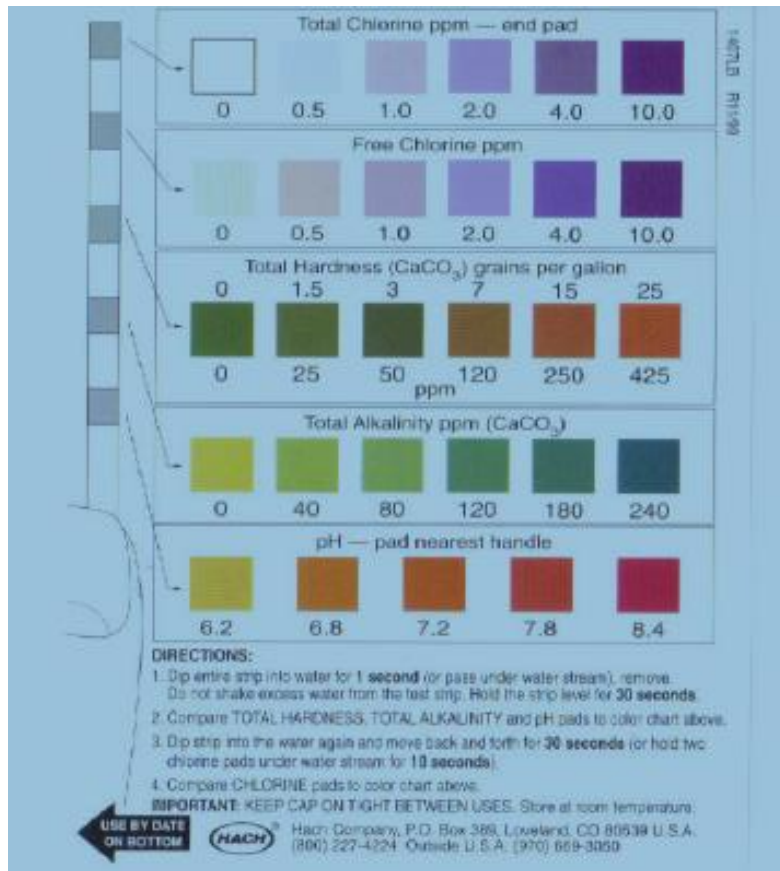 Total Chlorine ppm — end pad
0 0.5 1.0 2.0 4.0 10.0
1407LB R11/99
Free Chlorine ppm
0 0.5 1.0 2.0 4.0 10.0
Total Hardness (CaCO₃) grains per gallon
0 1.5 3 7 15 25
0 25 50 120 250 425
ppm
Total Alkalinity ppm (CaCO₃)
0 40 80 120 180 240
pH — pad nearest handle
6.2 6.8 7.2 7.8 8.4
DIRECTIONS:
1. Dip entire strip into water for 1 second (or pass under water stream), remove.
Do not shake excess water from the test strip. Hold the strip level for 30 seconds.
2. Compare TOTAL HARDNESS, TOTAL ALKALINITY and pH pads to color chart above.
3. Dip strip into the water again and move back and forth for 30 seconds (or hold two
chlorine pads under water stream for 10 seconds).
4. Compare CHLORINE pads to color chart above.
IMPORTANT: KEEP CAP ON TIGHT BETWEEN USES. Store at room temperature.
USE BY DATE
ON BOTTOM
HACH®
Hach Company, P.O. Box 389, Loveland, CO 80539 U.S.A.
(800) 227-4224 Outside U.S.A. (970) 669-3050